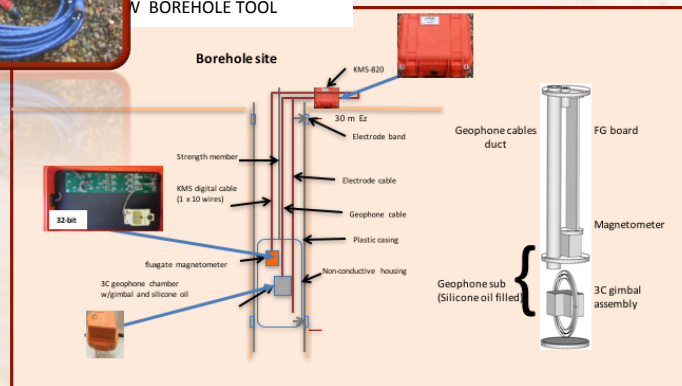 BOREHOLE TOOL
Borehole site
KMS-820
30 m Ez
Electrode band
Strength member
KMS digital cable
(1 x 10 wires)
Electrode cable
Geophone cable
Plastic casing
32-bit
fluxgate magnetometer
Non-conductive housing
3C geophone chamber
w/gimbal and silicone oil
Geophone cables
duct
FG board
Magnetometer
Geophone sub
(Silicone oil filled)
3C gimbal
assembly